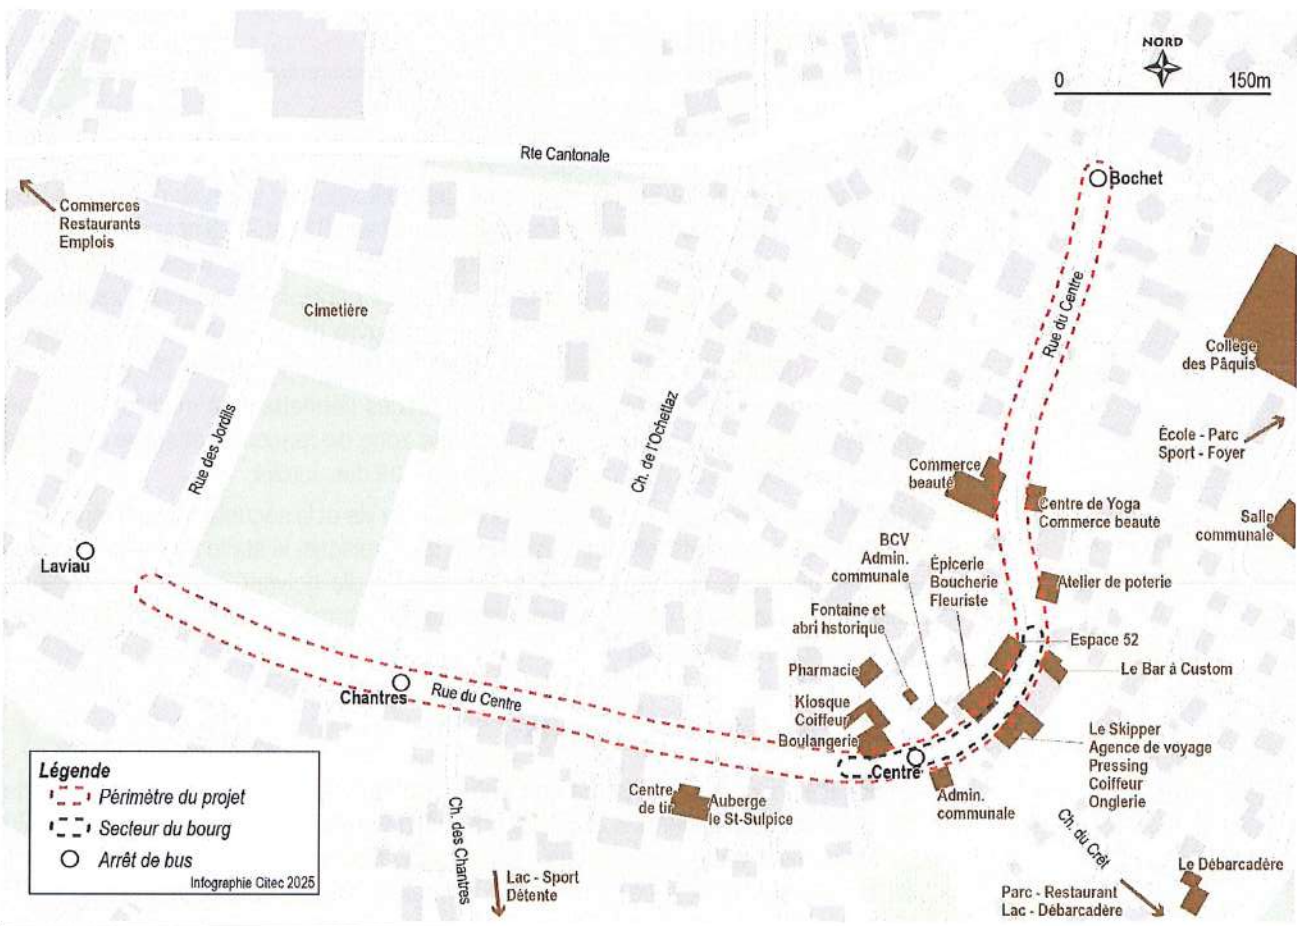 NORD
0 150m
Rte Cantonale
Bochet
Commerces
Restaurants
Emplois
Cimetière
Rue du Centre
Collège
des Pâquis
Rue des Jordils
Ch. de l'Ochettaz
École - Parc
Sport - Foyer
Commerce
beauté
Centre de Yoga
Commerce beauté
Salle
communale
Laviau
BCV
Admin.
communale
Épicerie
Boucherie
Fleuriste
Atelier de poterie
Fontaine et
abri hstorique
Espace 52
Pharmacie
Le Bar à Custom
Chantres
Rue du Centre
Kiosque
Coiffeur
Boulangerie
Le Skipper
Agence de voyage
Pressing
Coiffeur
Onglerie
Centre
Légende
Périmètre du projet
Secteur du bourg
Arrêt de bus
Infographie Citec 2025
Centre
de tir
Auberge
le St-Sulpice
Admin.
communale
Ch. des Chantres
Ch. du Crêt
Lac - Sport
Détente
Le Débarcadère
Parc - Restaurant
Lac - Débarcadère